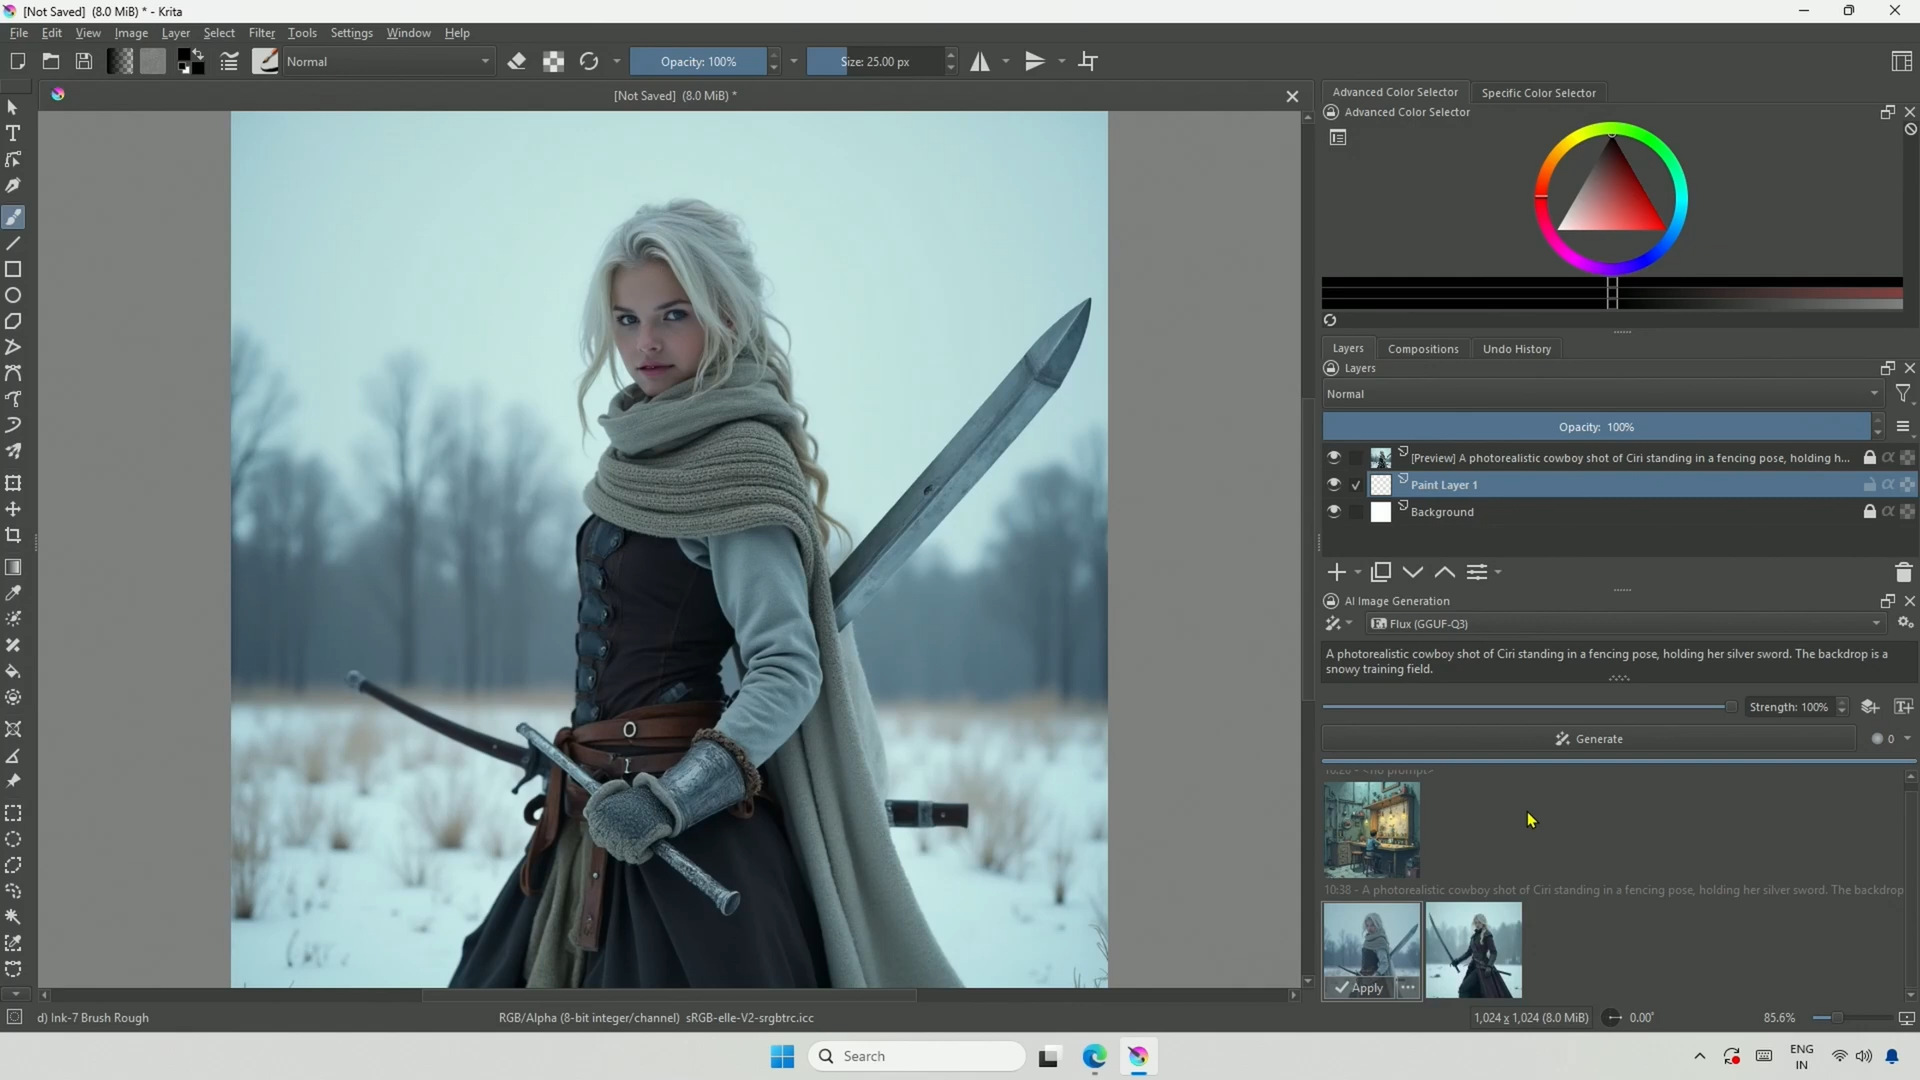 [Not Saved]  (8.0 MiB) * - Krita
File Edit View Image Layer Select Filter Tools Settings Window Help
Normal
Opacity: 100%
Size: 25.00 px
[Not Saved]  (8.0 MiB) *
Advanced Color Selector
Specific Color Selector
Advanced Color Selector
Layers
Compositions
Undo History
Layers
Normal
Opacity:  100%
[Preview] A photorealistic cowboy shot of Ciri standing in a fencing pose, holding h...
Paint Layer 1
Background
AI Image Generation
Flux (GGUF-Q3)
A photorealistic cowboy shot of Ciri standing in a fencing pose, holding her silver sword. The backdrop is a
snowy training field.
Strength: 100%
Generate
0
10:38 - A photorealistic cowboy shot of Ciri standing in a fencing pose, holding her silver sword. The backdrop
Apply
d) Ink-7 Brush Rough
RGB/Alpha (8-bit integer/channel)  sRGB-elle-V2-srgbtrc.icc
1,024 x 1,024 (8.0 MiB)
0.00°
85.6%
Search
ENG
IN